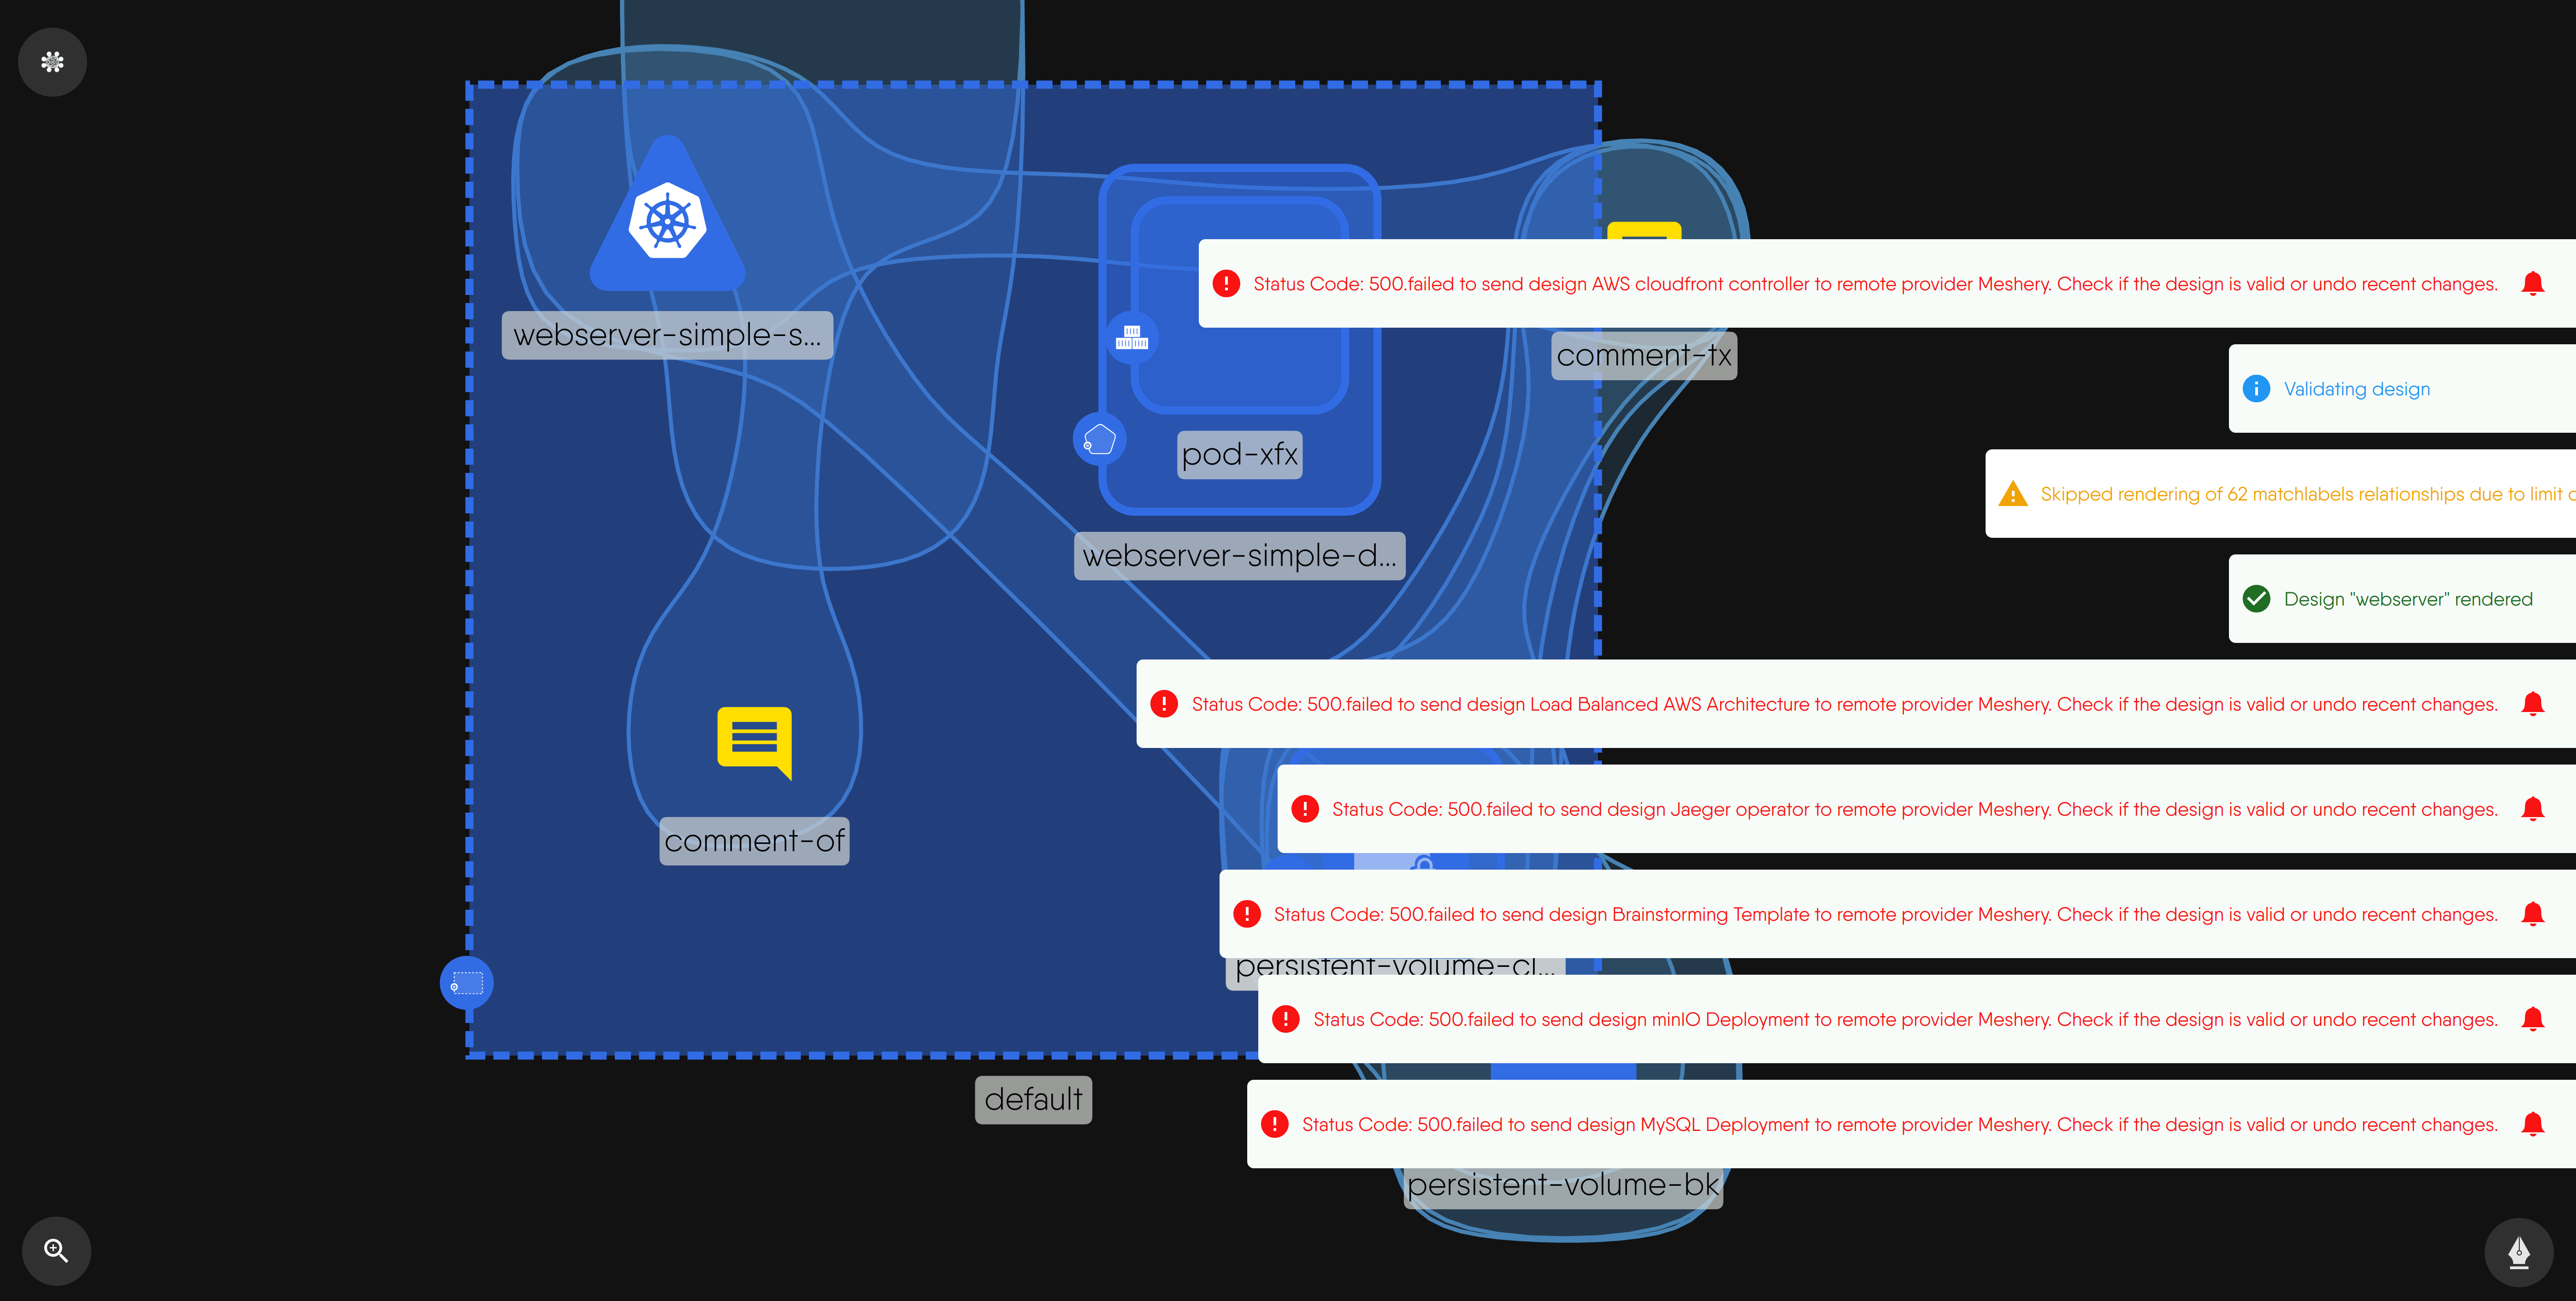 webserver-simple-s...
Status Code: 500.failed to send design AWS cloudfront controller to remote provider Meshery. Check if the design is valid or undo recent changes.
comment-tx
Validating design
pod-xfx
Skipped rendering of 62 matchlabels relationships due to limit
webserver-simple-d...
Design "webserver" rendered
Status Code: 500.failed to send design Load Balanced AWS Architecture to remote provider Meshery. Check if the design is valid or undo recent changes.
Status Code: 500.failed to send design Jaeger operator to remote provider Meshery. Check if the design is valid or undo recent changes.
comment-of
Status Code: 500.failed to send design Brainstorming Template to remote provider Meshery. Check if the design is valid or undo recent changes.
persistent-volume-cl...
Status Code: 500.failed to send design minIO Deployment to remote provider Meshery. Check if the design is valid or undo recent changes.
default
Status Code: 500.failed to send design MySQL Deployment to remote provider Meshery. Check if the design is valid or undo recent changes.
persistent-volume-bk